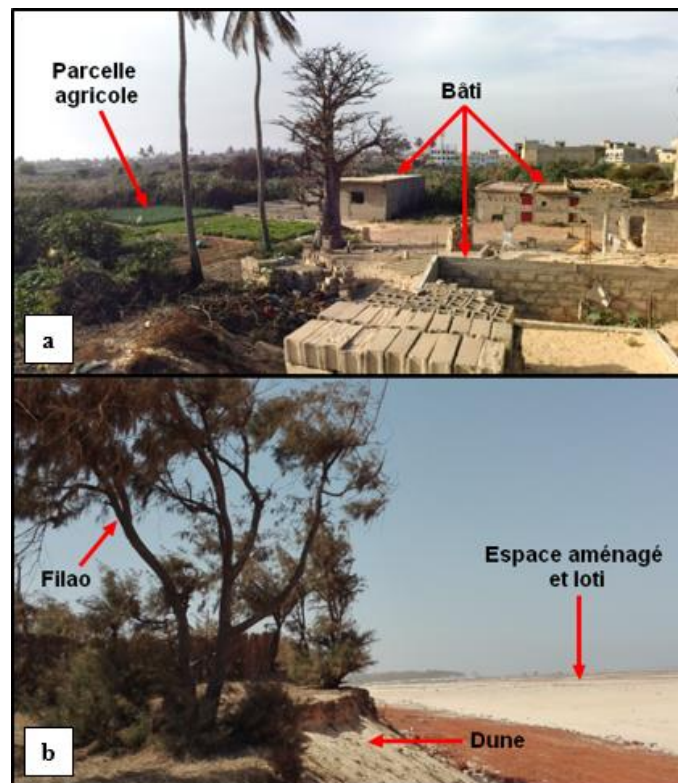 Parcelle
agricole
Bâti
a
Filao
Espace aménagé
et loti
Dune
b